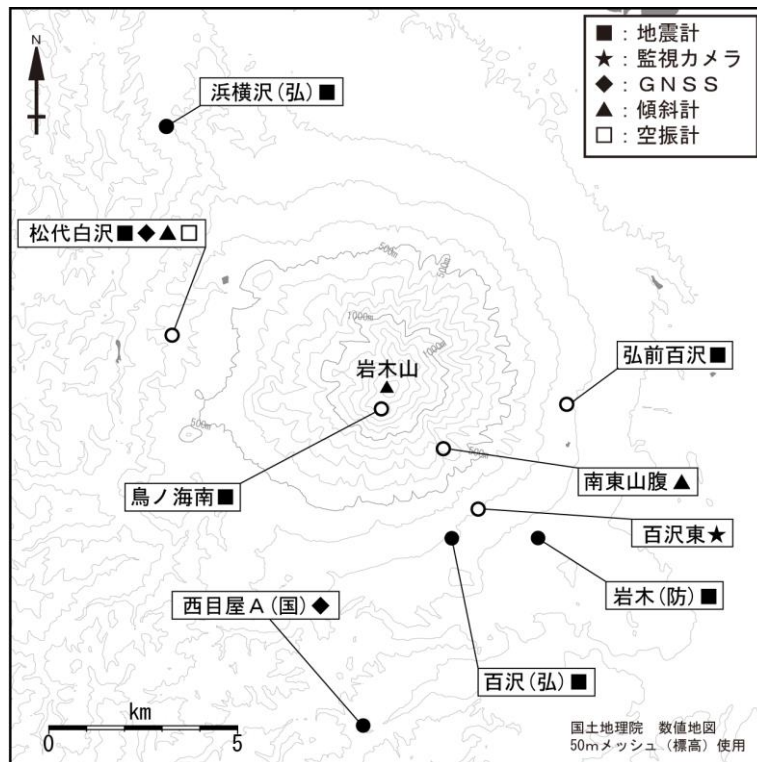 N
■：地震計
★：監視カメラ
◆：ＧＮＳＳ
▲：傾斜計
□：空振計
浜横沢(弘)■
松代白沢■◆▲□
500m
500m
1000m
1000m
岩木山
弘前百沢■
500m
500m
鳥ノ海南■
南東山腹▲
百沢東★
西目屋Ａ(国)◆
岩木(防)■
百沢(弘)■
km
0 5
国土地理院　数値地図
50mメッシュ（標高）使用